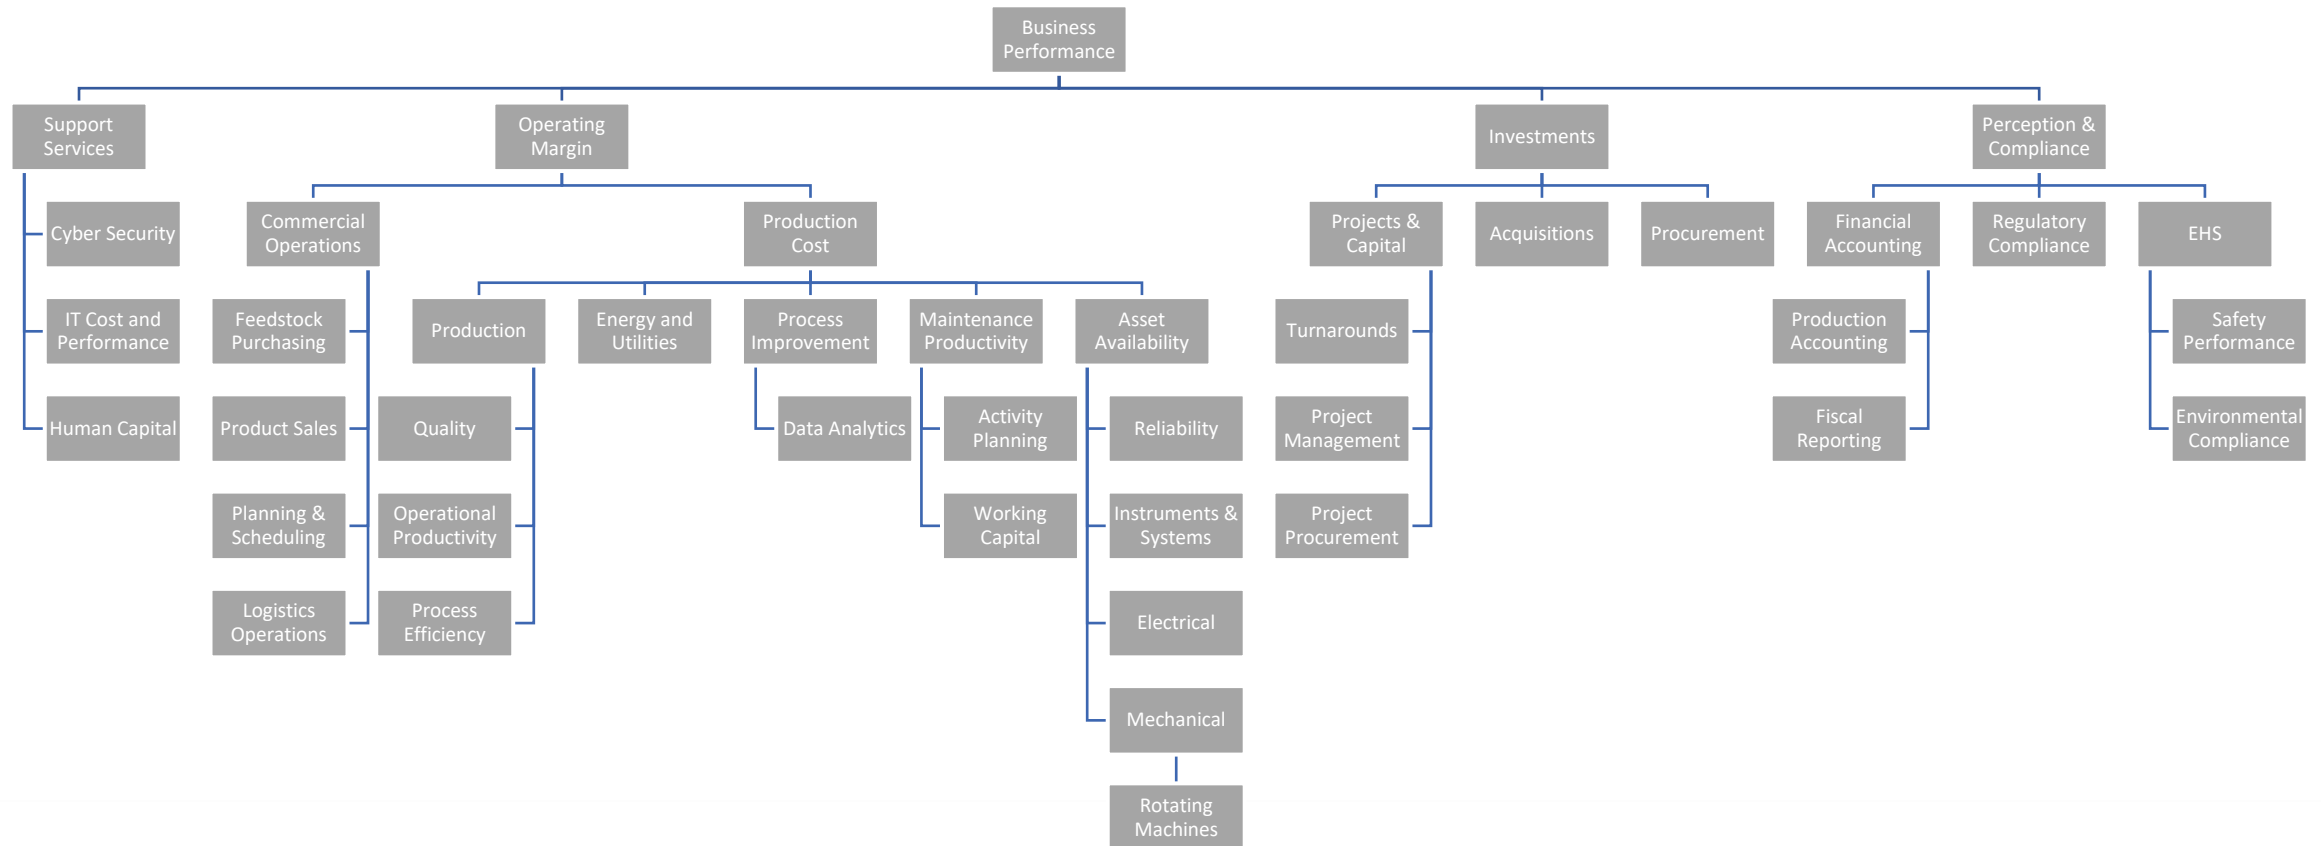 Business
Performance
Support
Services
Operating
Margin
Investments
Perception &
Compliance
Cyber Security
Commercial
Operations
Production
Cost
Projects &
Capital
Acquisitions
Procurement
Financial
Accounting
Regulatory
Compliance
EHS
IT Cost and
Performance
Feedstock
Purchasing
Production
Energy and
Utilities
Process
Improvement
Maintenance
Productivity
Asset
Availability
Turnarounds
Production
Accounting
Safety
Performance
Human Capital
Product Sales
Quality
Data Analytics
Activity
Planning
Reliability
Project
Management
Fiscal
Reporting
Environmental
Compliance
Planning &
Scheduling
Operational
Productivity
Working
Capital
Instruments &
Systems
Project
Procurement
Logistics
Operations
Process
Efficiency
Electrical
Mechanical
Rotating
Machines